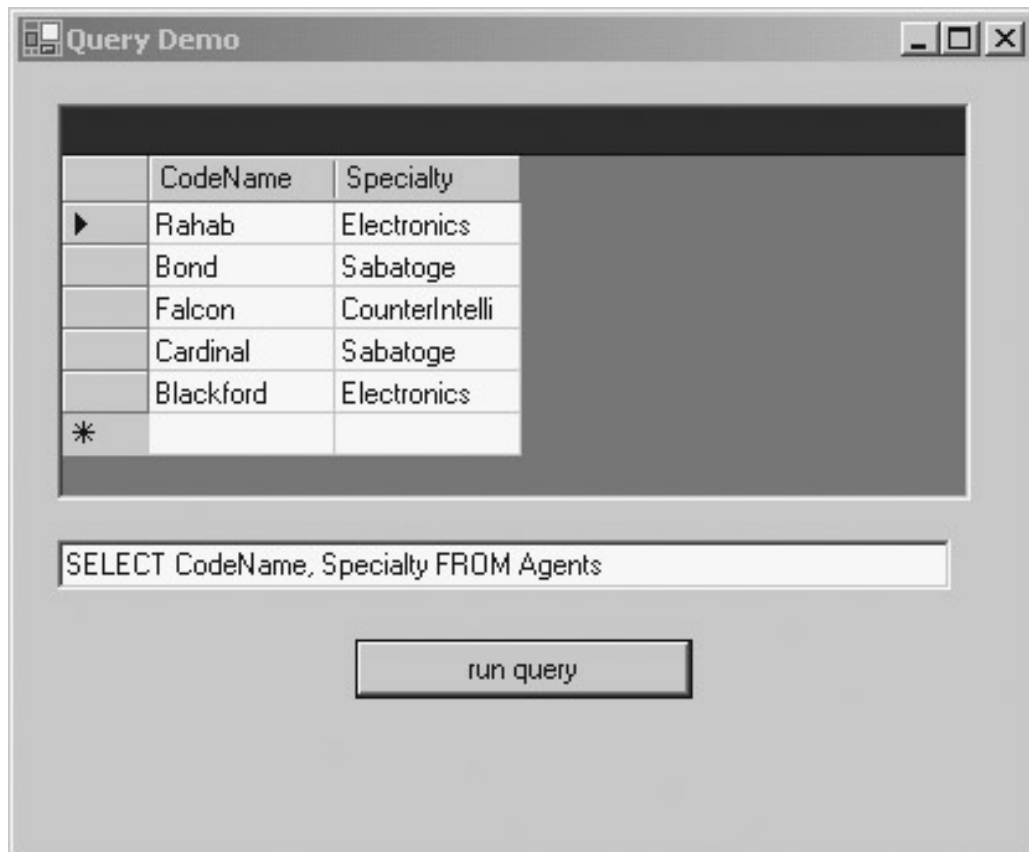 Query Demo
CodeName Specialty
Rahab Electronics
Bond Sabatoge
Falcon CounterIntelli
Cardinal Sabatoge
Blackford Electronics
SELECT CodeName, Specialty FROM Agents
run query